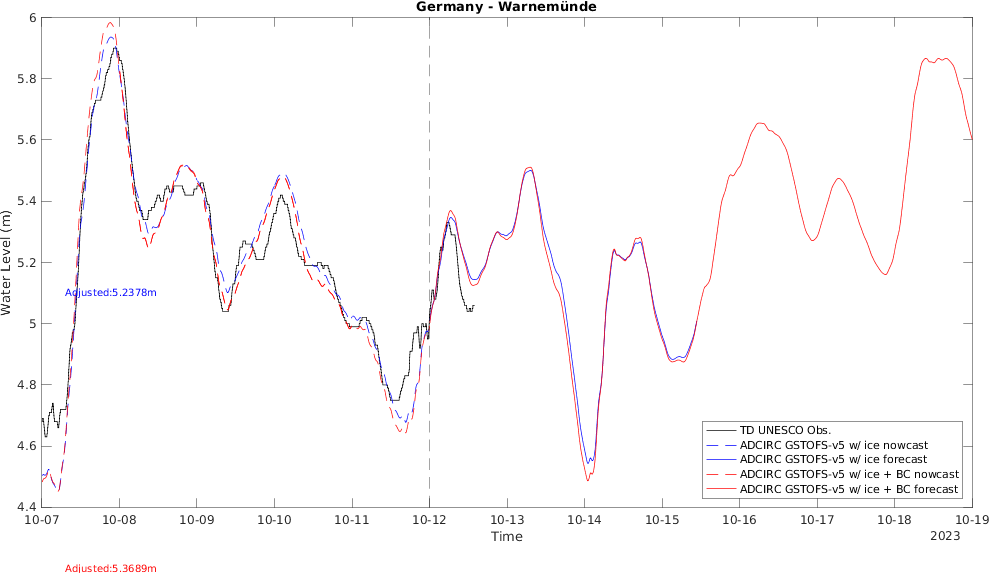 Germany - Warnemünde
Water Level (m)
6
5.8
5.6
5.4
5.2
5
4.8
4.6
4.4
Adjusted:5.2378m
TD UNESCO Obs.
ADCIRC GSTOFS-v5 w/ ice nowcast
ADCIRC GSTOFS-v5 w/ ice forecast
ADCIRC GSTOFS-v5 w/ ice + BC nowcast
ADCIRC GSTOFS-v5 w/ ice + BC forecast
10-07 10-08 10-09 10-10 10-11 10-12 10-13 10-14 10-15 10-16 10-17 10-18 10-19
Time
2023
Adjusted:5.3689m